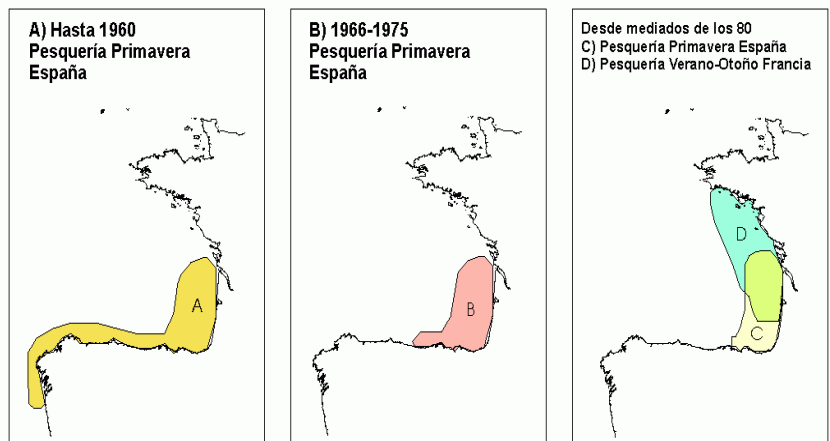 A) Hasta 1960
Pesquería Primavera
España
A
B) 1966-1975
Pesquería Primavera
España
B
Desde mediados de los 80
C) Pesquería Primavera España
D) Pesquería Verano-Otoño Francia
D
C